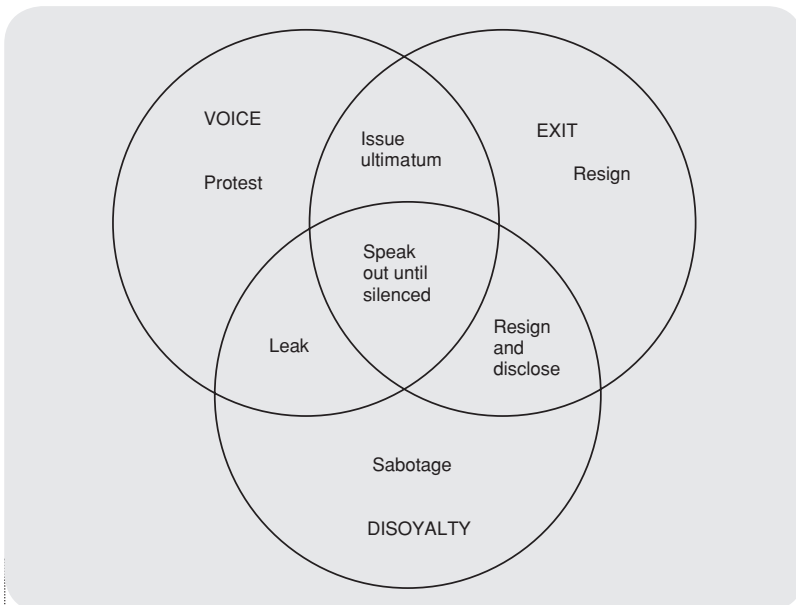 VOICE
Protest
Issue
ultimatum
EXIT
Resign
Speak
out until
silenced
Leak
Resign
and
disclose
Sabotage
DISOYALTY